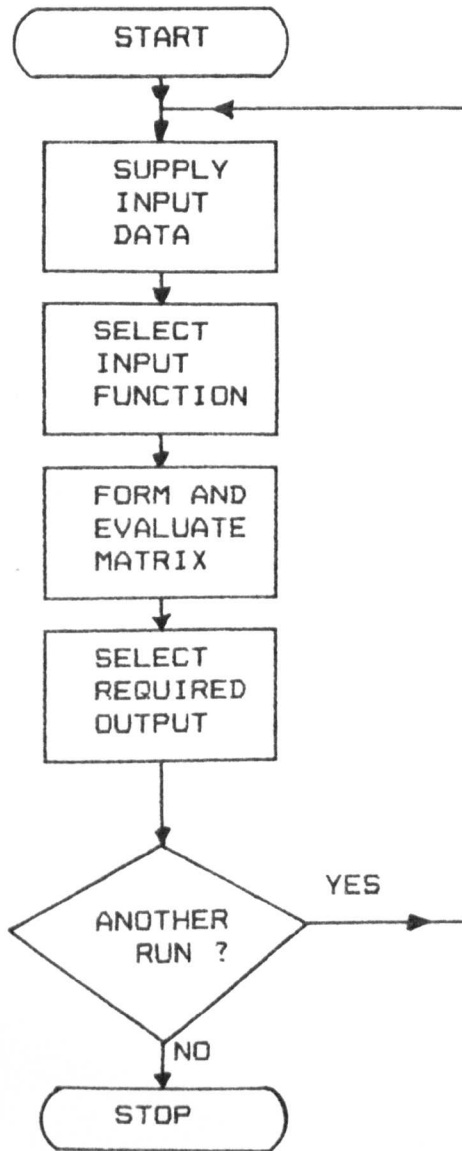 START
SUPPLY
INPUT
DATA
SELECT
INPUT
FUNCTION
FORM AND
EVALUATE
MATRIX
SELECT
REQUIRED
OUTPUT
YES
ANOTHER
RUN ?
NO
STOP